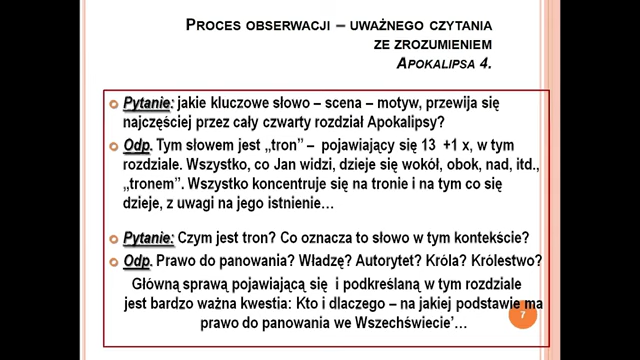 PROCES OBSERWACJI – UWAŻNEGO CZYTANIA
ZE ZROZUMIENIEM
APOKALIPSA 4.
Pytanie: jakie kluczowe słowo – scena – motyw, przewija się
najczęściej przez cały czwarty rozdział Apokalipsy?
Odp. Tym słowem jest „tron” – pojawiający się 13 +1 x, w tym
rozdziale. Wszystko, co Jan widzi, dzieje się wokół, obok, nad, itd.,
„tronem”. Wszystko koncentruje się na tronie i na tym co się
dzieje, z uwagi na jego istnienie…
Pytanie: Czym jest tron? Co oznacza to słowo w tym kontekście?
Odp. Prawo do panowania? Władzę? Autorytet? Króla? Królestwo?
Główną sprawą pojawiającą się i podkreślaną w tym rozdziale
jest bardzo ważna kwestia: Kto i dlaczego – na jakiej podstawie ma
prawo do panowania we Wszechświecie’…
7